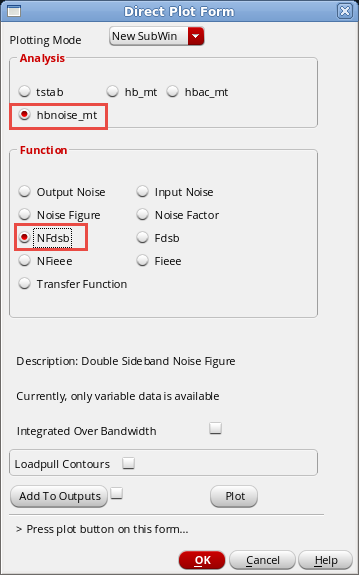 Direct Plot Form
Plotting Mode New SubWin
Analysis
tstab hb_mt hbac_mt
hbnoise_mt
Function
Output Noise Input Noise
Noise Figure Noise Factor
NFdsb Fdsb
NFieee Fieee
Transfer Function
Description: Double Sideband Noise Figure
Currently, only variable data is available
Integrated Over Bandwidth
Loadpull Contours
Add To Outputs Plot
> Press plot button on this form...
OK Cancel Help